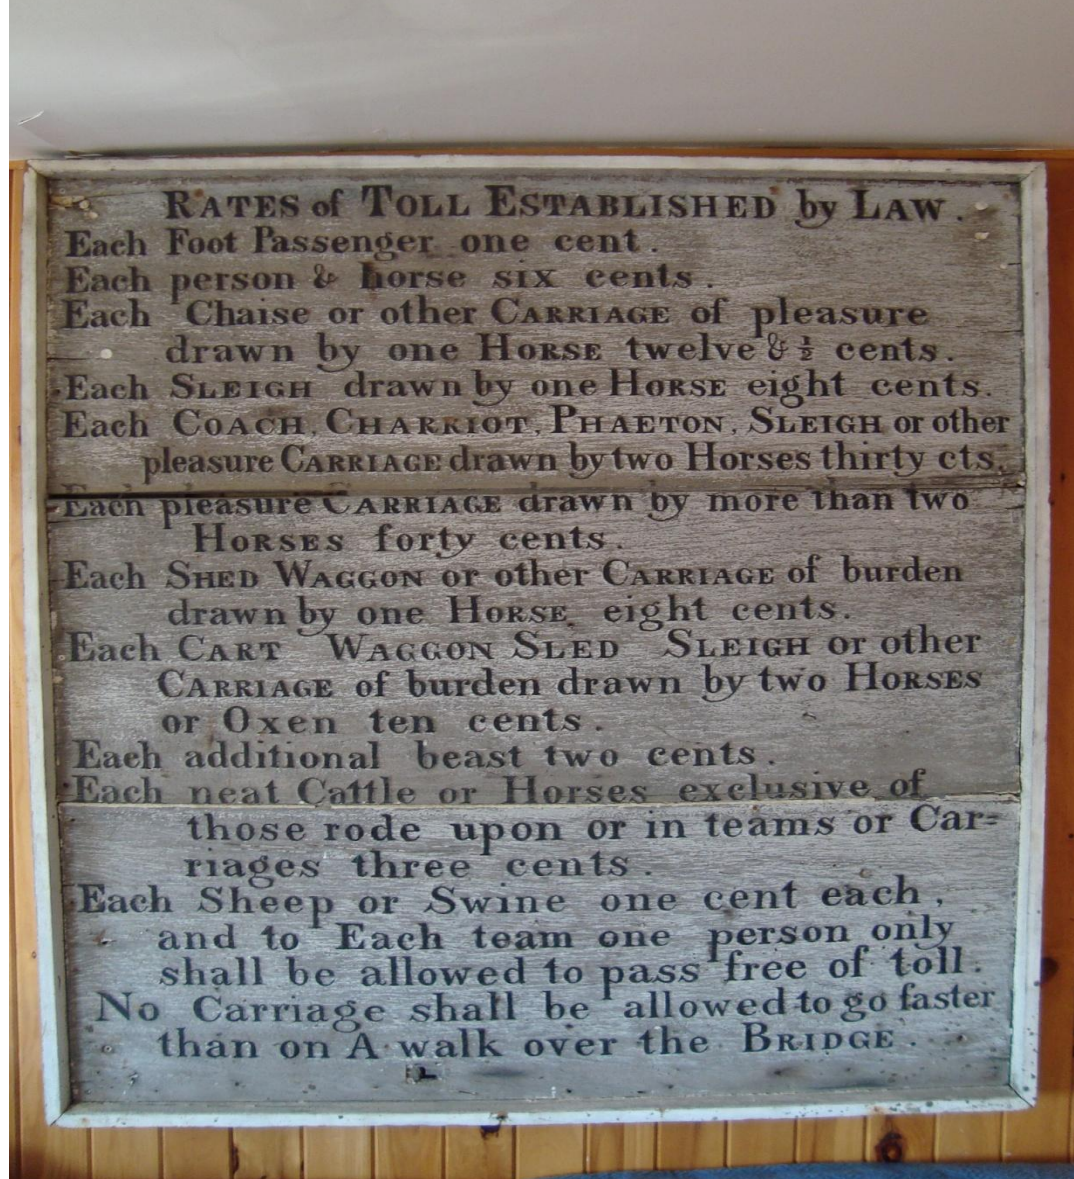 RATES of TOLL ESTABLISHED by LAW.
Each Foot Passenger one cent.
Each person & horse six cents.
Each Chaise or other CARRIAGE of pleasure
drawn by one HORSE twelve & ½ cents.
Each SLEIGH drawn by one HORSE eight cents.
Each COACH, CHARRIOT, PHAETON, SLEIGH or other
pleasure CARRIAGE drawn by two Horses thirty cts.
Each pleasure CARRIAGE drawn by more than two
HORSES forty cents.
Each SHED WAGGON or other CARRIAGE of burden
drawn by one HORSE eight cents.
Each CART WAGGON SLED SLEIGH or other
CARRIAGE of burden drawn by two HORSES
or Oxen ten cents.
Each additional beast two cents.
Each neat Cattle or Horses exclusive of
those rode upon or in teams or Car=
riages three cents.
Each Sheep or Swine one cent each,
and to Each team one person only
shall be allowed to pass free of toll.
No Carriage shall be allowed to go faster
than on A walk over the BRIDGE.